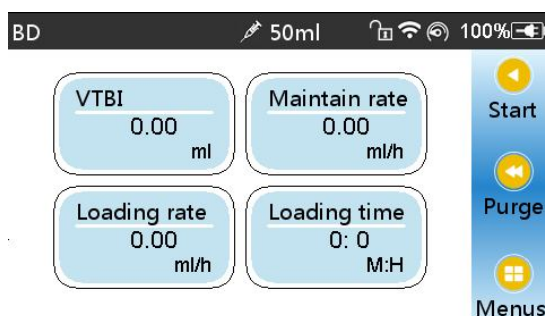 BD 50ml 100%
VTBI
0.00
ml
Maintain rate
0.00
ml/h
Loading rate
0.00
ml/h
Loading time
0: 0
M:H
Start
Purge
Menus